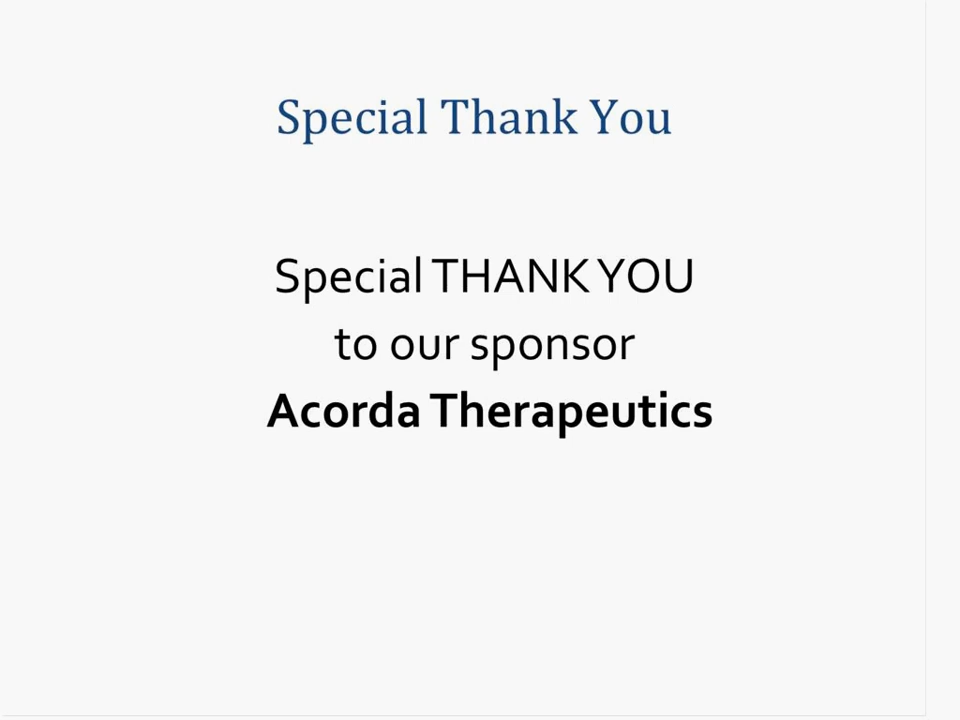 Special Thank You
Special THANK YOU
to our sponsor
Acorda Therapeutics